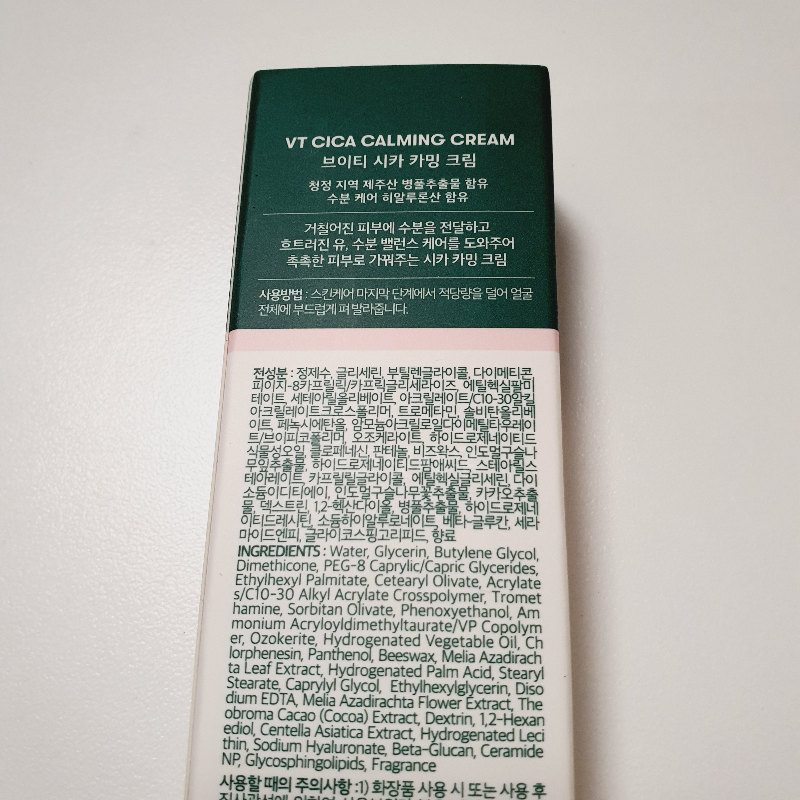 VT CICA CALMING CREAM
브이티 시카 카밍 크림
청정 지역 제주산 병풀추출물 함유
수분 케어 히알루론산 함유
거칠어진 피부에 수분을 전달하고
흐트러진 유, 수분 밸런스 케어를 도와주어
촉촉한 피부로 가꿔주는 시카 카밍 크림
사용방법 : 스킨케어 마지막 단계에서 적당량을 덜어 얼굴
전체에 부드럽게 펴 발라줍니다.
전성분 : 정제수, 글리세린, 부틸렌글라이콜, 다이메티콘,
피이지-8카프릴릭/카프릭글리세라이즈, 에틸헥실팔미
테이트, 세테아릴올리베이트, 아크릴레이트/C10-30알킬
아크릴레이트크로스폴리머, 트로메타민, 솔비탄올리베
이트, 페녹시에탄올, 암모늄아크릴로일다이메틸타우레이
트/브이피코폴리머, 오조케라이트, 하이드로제네이티드
식물성오일, 클로페네신, 판테놀, 비즈왁스, 인도멀구슬나
무잎추출물, 하이드로제네이티드팜애씨드, 스테아릴스
테아레이트, 카프릴릴글라이콜, 에틸헥실글리세린, 다이
소듐이디티에이, 인도멀구슬나무꽃추출물, 카카오추출
물, 덱스트린, 1,2-헥산다이올, 병풀추출물, 하이드로제네
이티드레시틴, 소듐하이알루로네이트, 베타-글루칸, 세라
마이드엔피, 글라이코스핑고리피드, 향료
INGREDIENTS : Water, Glycerin, Butylene Glycol,
Dimethicone, PEG-8 Caprylic/Capric Glycerides,
Ethylhexyl Palmitate, Cetearyl Olivate, Acrylate
s/C10-30 Alkyl Acrylate Crosspolymer, Tromet
hamine, Sorbitan Olivate, Phenoxyethanol, Am
monium Acryloyldimethyltaurate/VP Copolym
er, Ozokerite, Hydrogenated Vegetable Oil, Ch
lorphenesin, Panthenol, Beeswax, Melia Azadirach
ta Leaf Extract, Hydrogenated Palm Acid, Stearyl
Stearate, Caprylyl Glycol, Ethylhexylglycerin, Diso
dium EDTA, Melia Azadirachta Flower Extract, The
obroma Cacao (Cocoa) Extract, Dextrin, 1,2-Hexan
ediol, Centella Asiatica Extract, Hydrogenated Leci
thin, Sodium Hyaluronate, Beta-Glucan, Ceramide
NP, Glycosphingolipids, Fragrance
사용할 때의 주의사항 :1) 화장품 사용 시 또는 사용 후